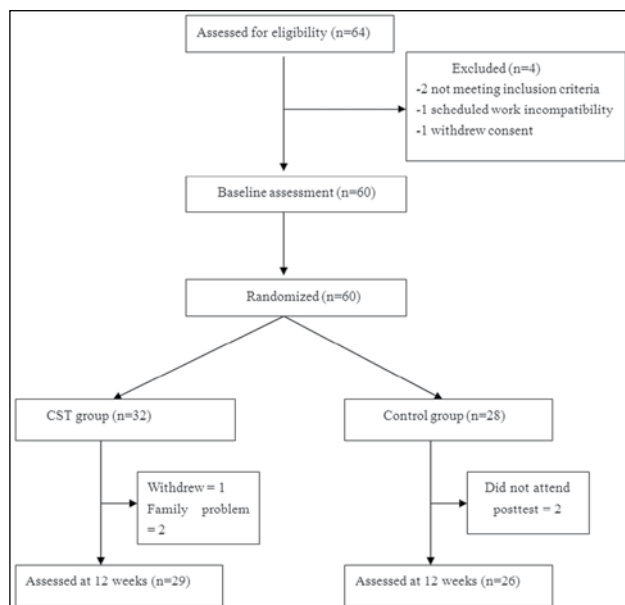 Assessed for eligibility (n=64)
Excluded (n=4)
-2 not meeting inclusion criteria
-1 scheduled work incompatibility
-1 withdrew consent
Baseline assessment (n=60)
Randomized (n=60)
CST group (n=32)
Control group (n=28)
Withdrew = 1
Family problem
= 2
Did not attend
posttest = 2
Assessed at 12 weeks (n=29)
Assessed at 12 weeks (n=26)